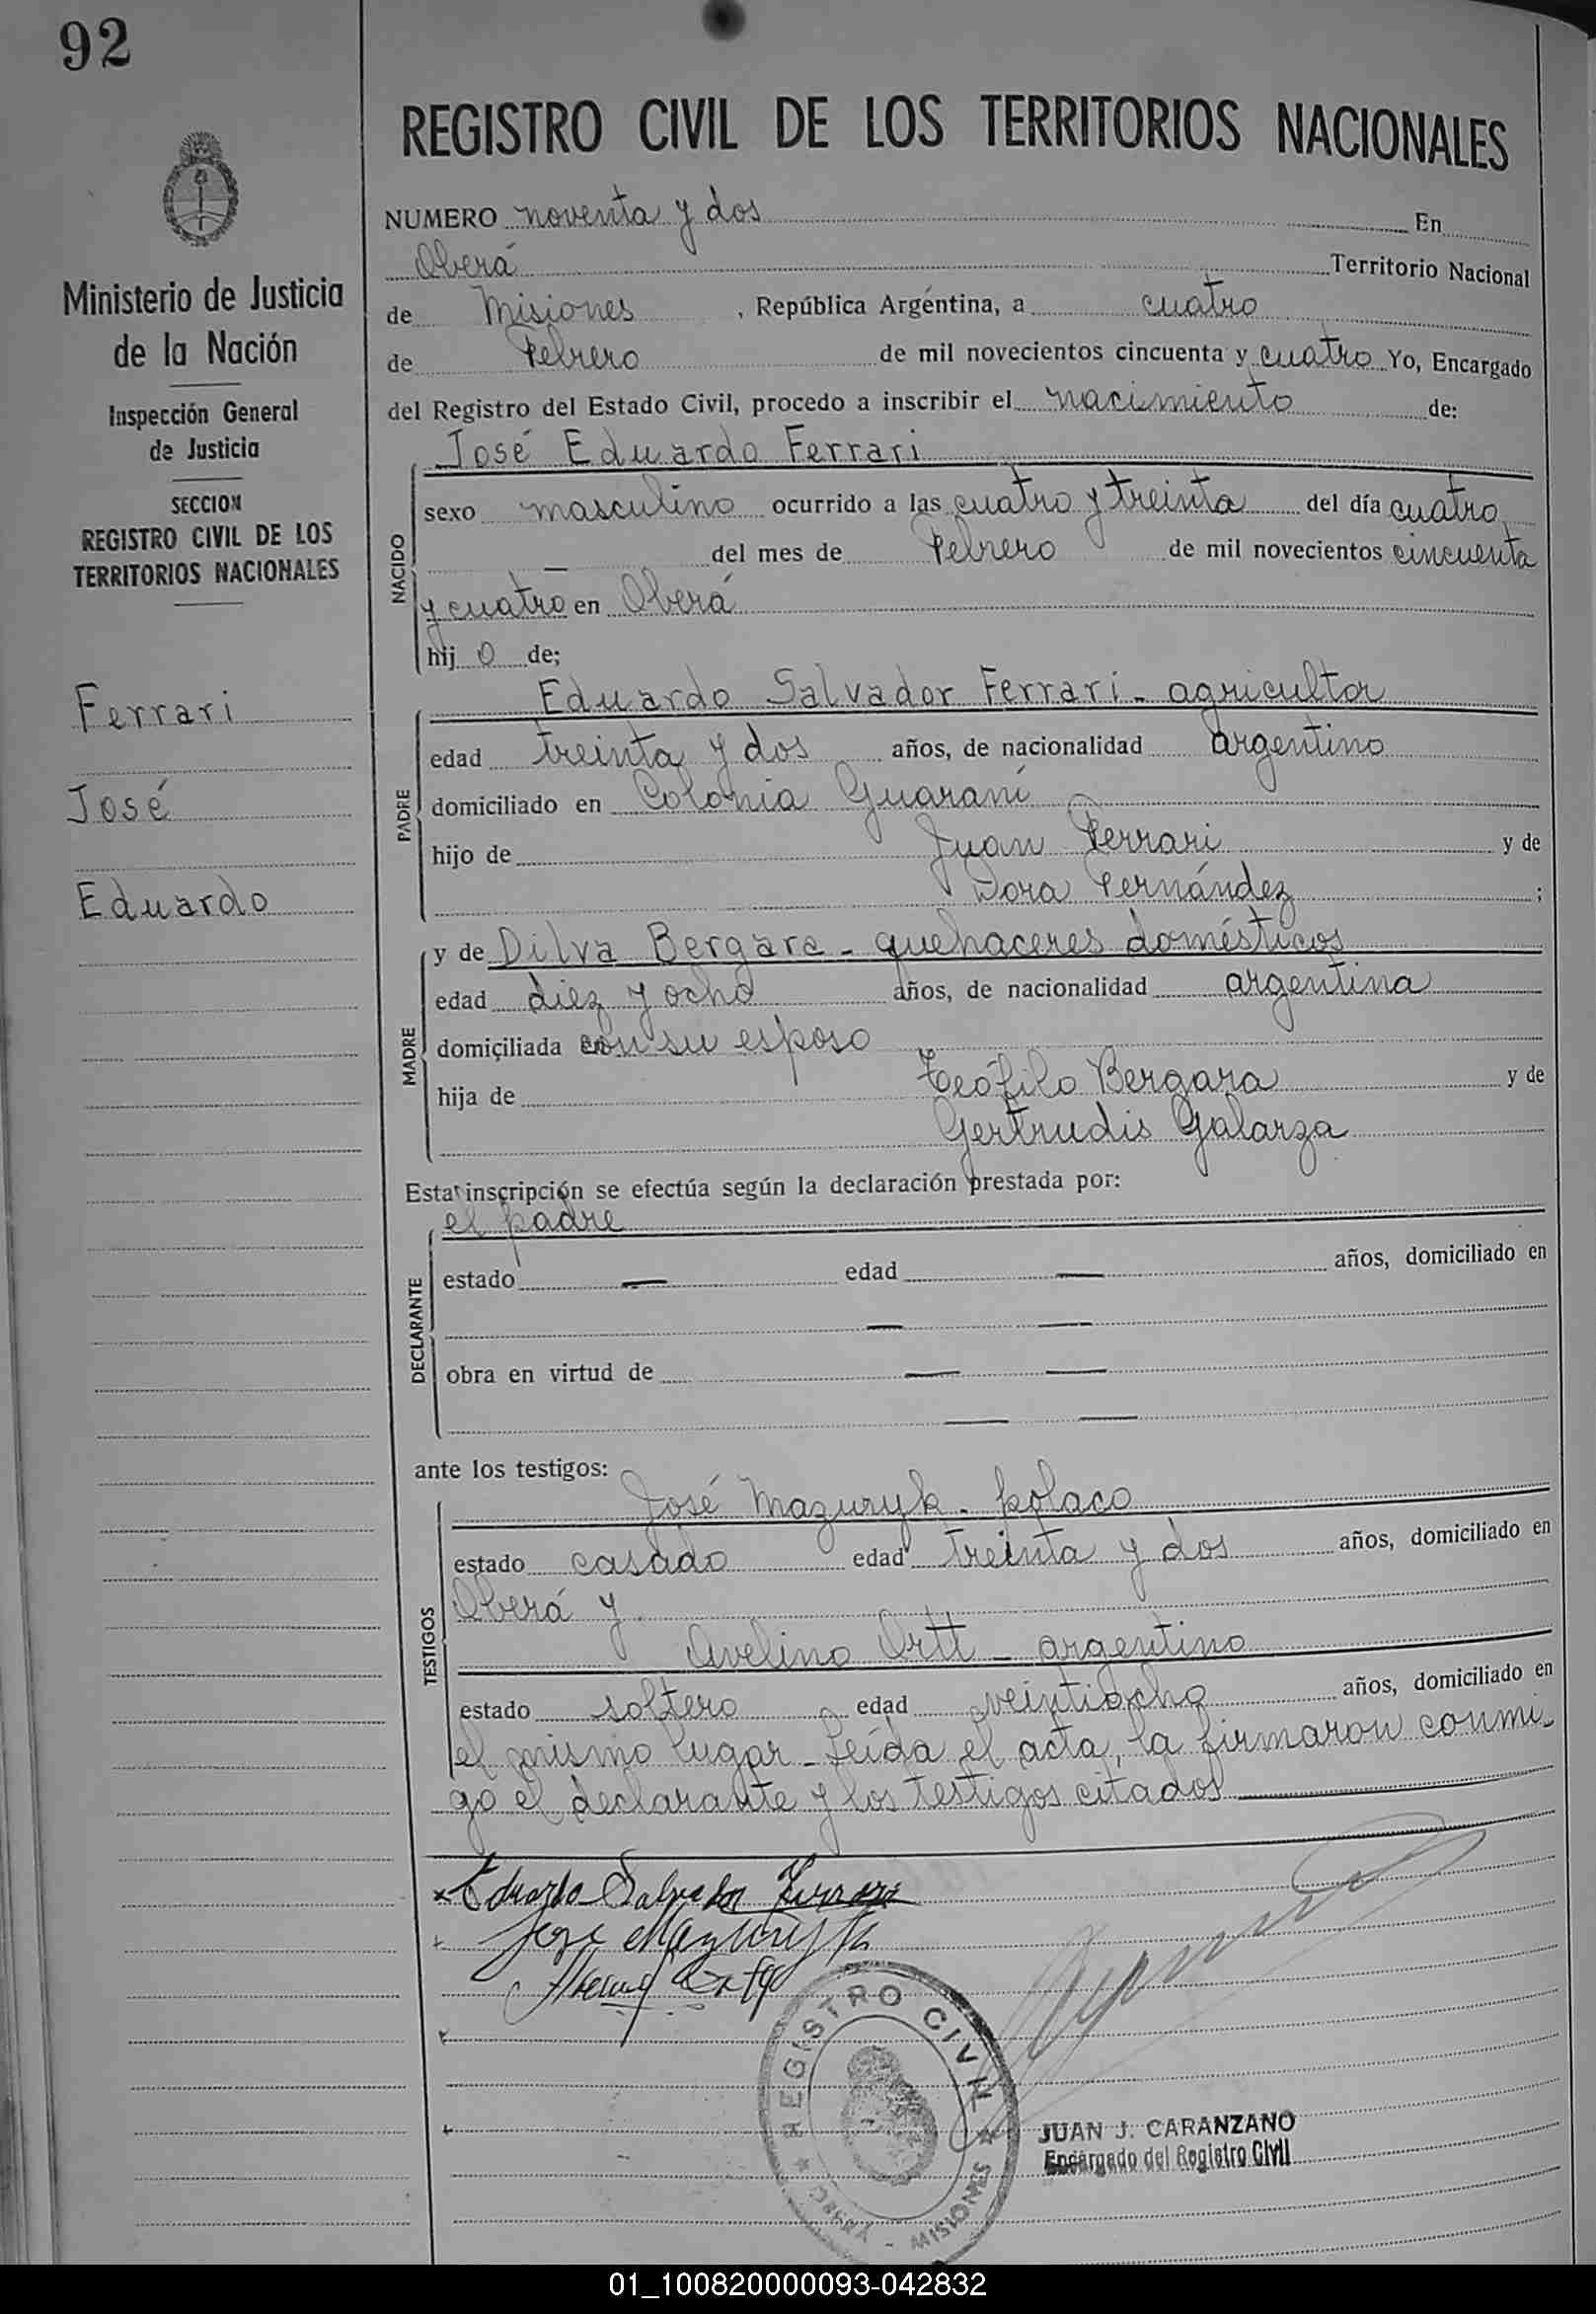 92
REGISTRO CIVIL DE LOS TERRITORIOS NACIONALES
Ministerio de Justicia
de la Nación
Inspección General
de Justicia
SECCION
REGISTRO CIVIL DE LOS
TERRITORIOS NACIONALES
Ferrari
José
Eduardo
NUMERO noventa y dos En
Oberá Territorio Nacional
de Misiones, República Argentina, a cuatro
de Febrero de mil novecientos cincuenta y cuatro Yo, Encargado
del Registro del Estado Civil, procedo a inscribir el nacimiento de:
NACIDO
José Eduardo Ferrari
sexo masculino ocurrido a las cuatro y treinta del día cuatro
— del mes de Febrero de mil novecientos cincuenta
y cuatro en Oberá
hij o de;
PADRE
Eduardo Salvador Ferrari - agricultor
edad treinta y dos años, de nacionalidad argentino
domiciliado en Colonia Guaraní
hijo de Juan Ferrari y de
Dora Fernández ;
MADRE
y de Dilva Bergara - quehaceres domésticos
edad diez y ocho años, de nacionalidad argentina
domiciliada con su esposo
hija de Teófilo Bergara y de
Gertrudis Galarza
Esta inscripción se efectúa según la declaración prestada por:
DECLARANTE
el padre
estado — edad — años, domiciliado en
— —
obra en virtud de — —
— —
ante los testigos:
TESTIGOS
José Mazuryk - polaco
estado casado edad treinta y dos años, domiciliado en
Oberá y
Avelino Ortt - argentino
estado soltero edad veintiocho años, domiciliado en
el mismo lugar - Leída el acta, la firmaron conmi-
go el declarante y los testigos citados
Eduardo Salvador Ferrari
José Mazuryk
REGISTRO CIVIL
OBERA - MISIONES
JUAN J. CARANZANO
Encargado del Registro Civil
01_100820000093-042832